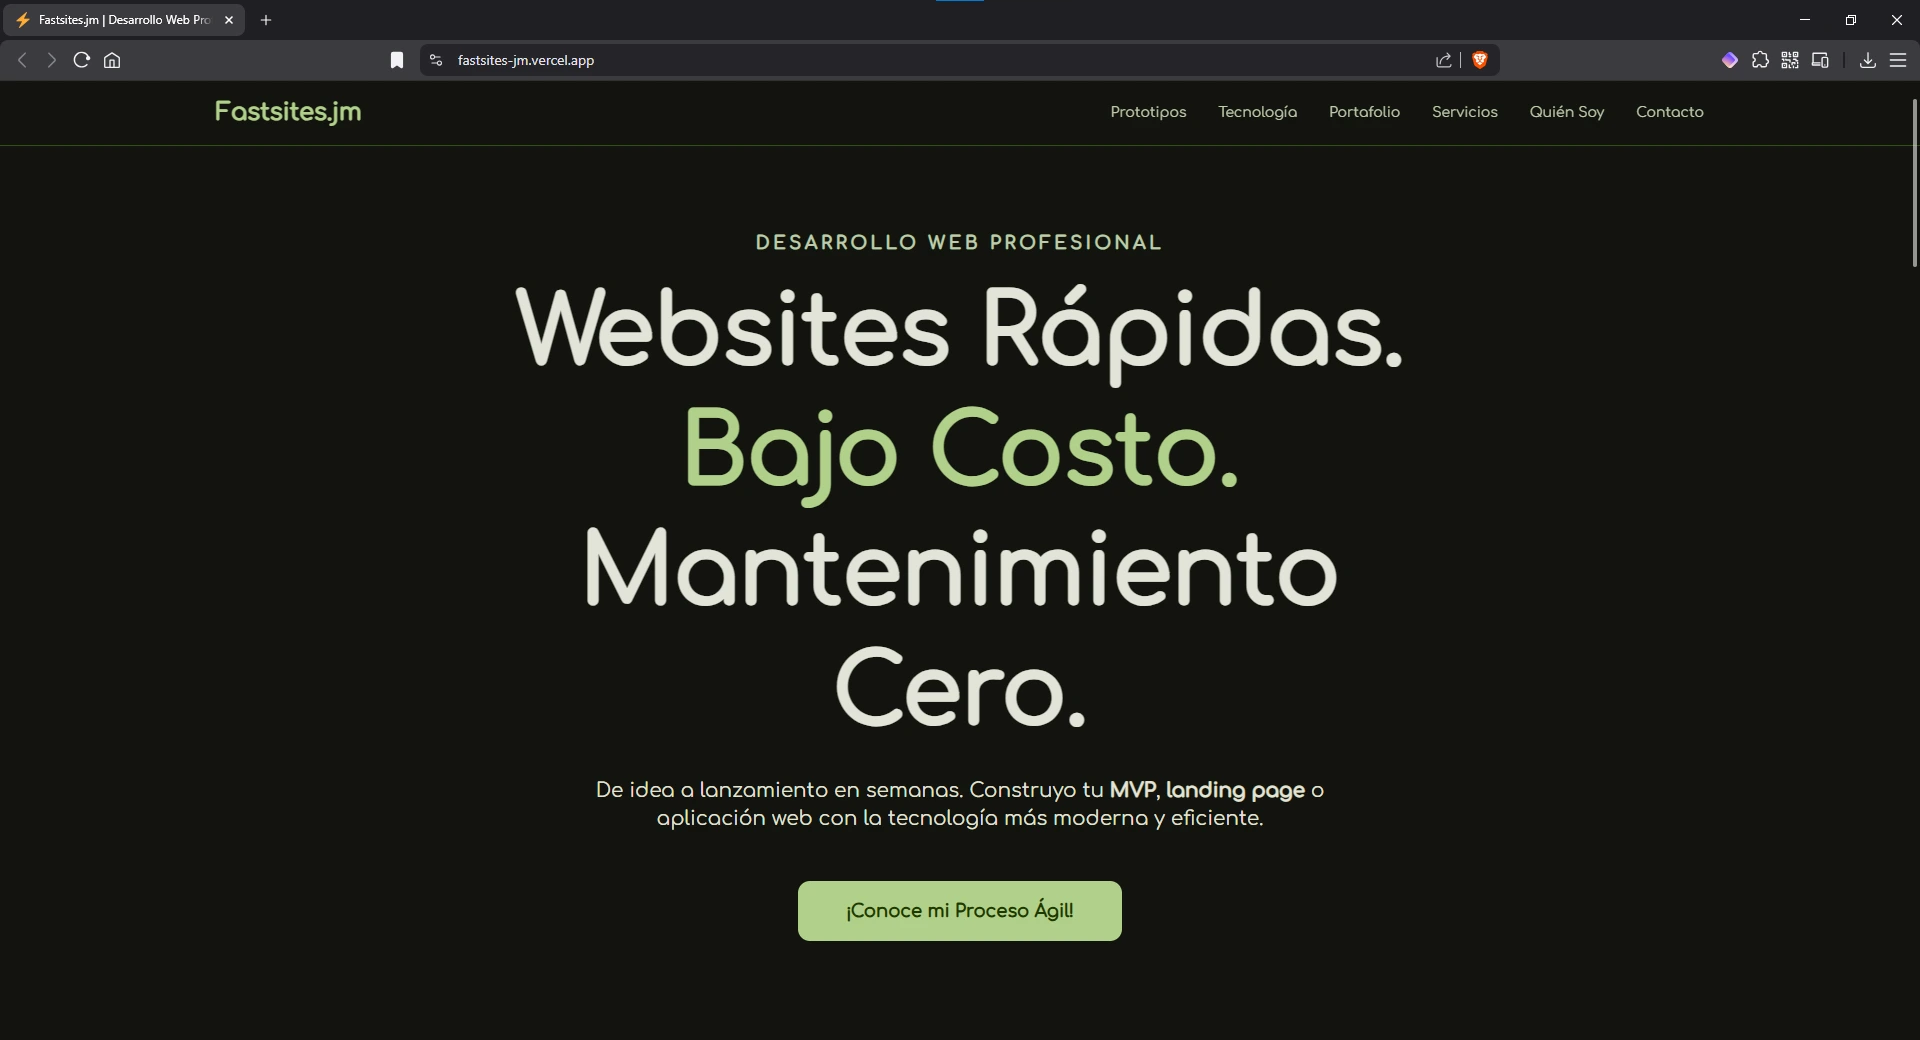 Fastsites.jm | Desarrollo Web Pro
fastsites-jm.vercel.app
Fastsites.jm
Prototipos Tecnología Portafolio Servicios Quién Soy Contacto
DESARROLLO WEB PROFESIONAL
Websites Rápidas.
Bajo Costo.
Mantenimiento
Cero.
De idea a lanzamiento en semanas. Construyo tu MVP, landing page o
aplicación web con la tecnología más moderna y eficiente.
¡Conoce mi Proceso Ágil!